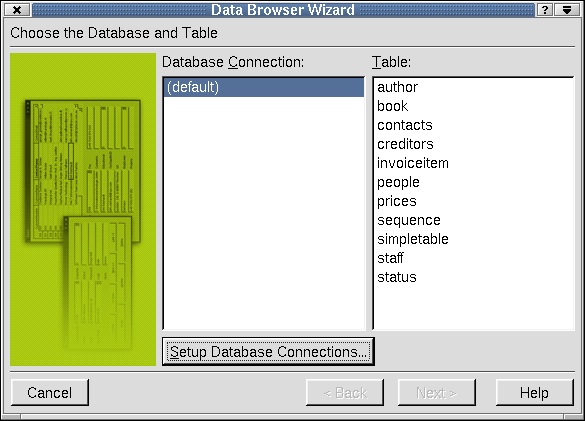 Data Browser Wizard
Choose the Database and Table
Database Connection:
Table:
(default)
author
book
contacts
creditors
invoiceitem
people
prices
sequence
simpletable
staff
status
Setup Database Connections...
Cancel
< Back
Next >
Help